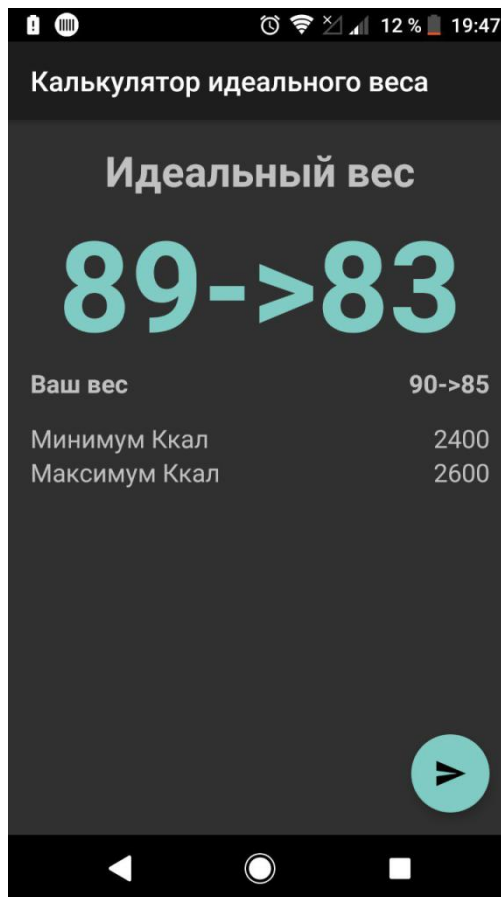 12 % 19:47
Калькулятор идеального веса
Идеальный вес
89->83
Ваш вес 90->85
Минимум Ккал 2400
Максимум Ккал 2600